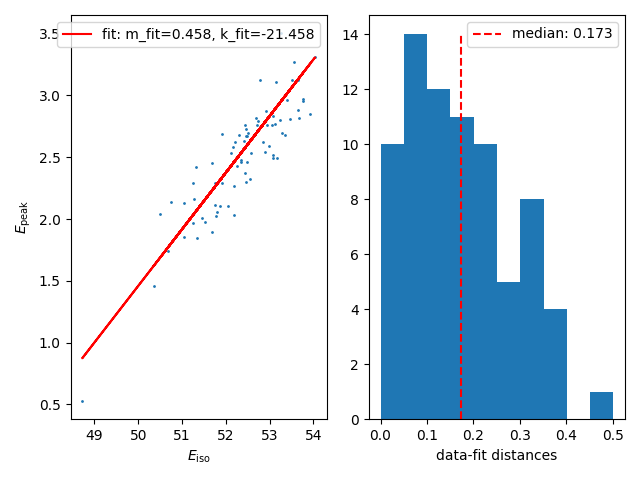 fit: m_fit=0.458, k_fit=-21.458
3.5
3.0
2.5
2.0
1.5
1.0
0.5
E_peak
49 50 51 52 53 54
E_iso
median: 0.173
14
12
10
8
6
4
2
0
0.0 0.1 0.2 0.3 0.4 0.5
data-fit distances